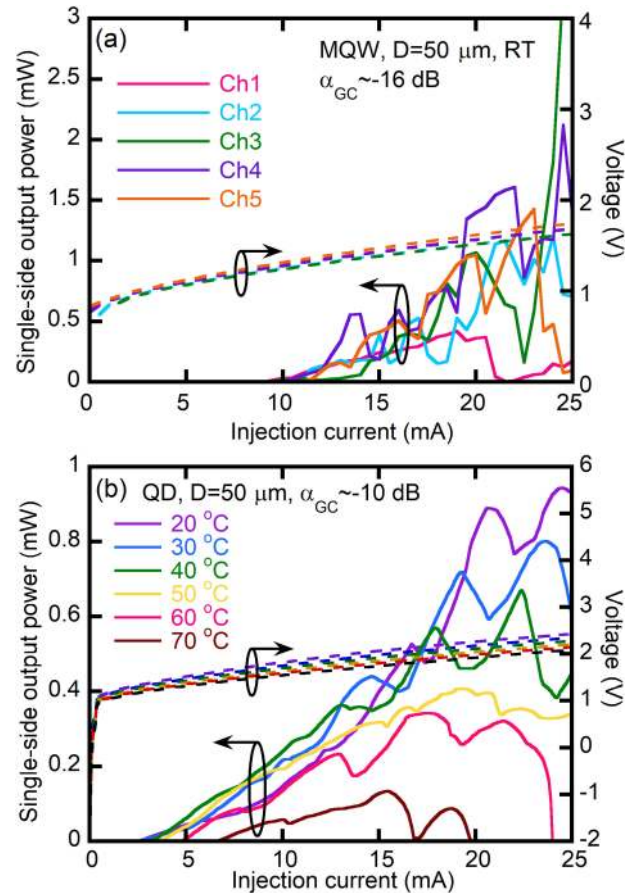 (a)
MQW, D=50 μm, RT
α_GC~-16 dB
Ch1
Ch2
Ch3
Ch4
Ch5
Single-side output power (mW)
3
2.5
2
1.5
1
0.5
0
Voltage (V)
4
3
2
1
0
0 5 10 15 20 25
Injection current (mA)
(b) QD, D=50 μm, α_GC~-10 dB
20 °C
30 °C
40 °C
50 °C
60 °C
70 °C
Single-side output power (mW)
1
0.8
0.6
0.4
0.2
0
Voltage (V)
6
5
4
3
2
1
0
-1
-2
0 5 10 15 20 25
Injection current (mA)